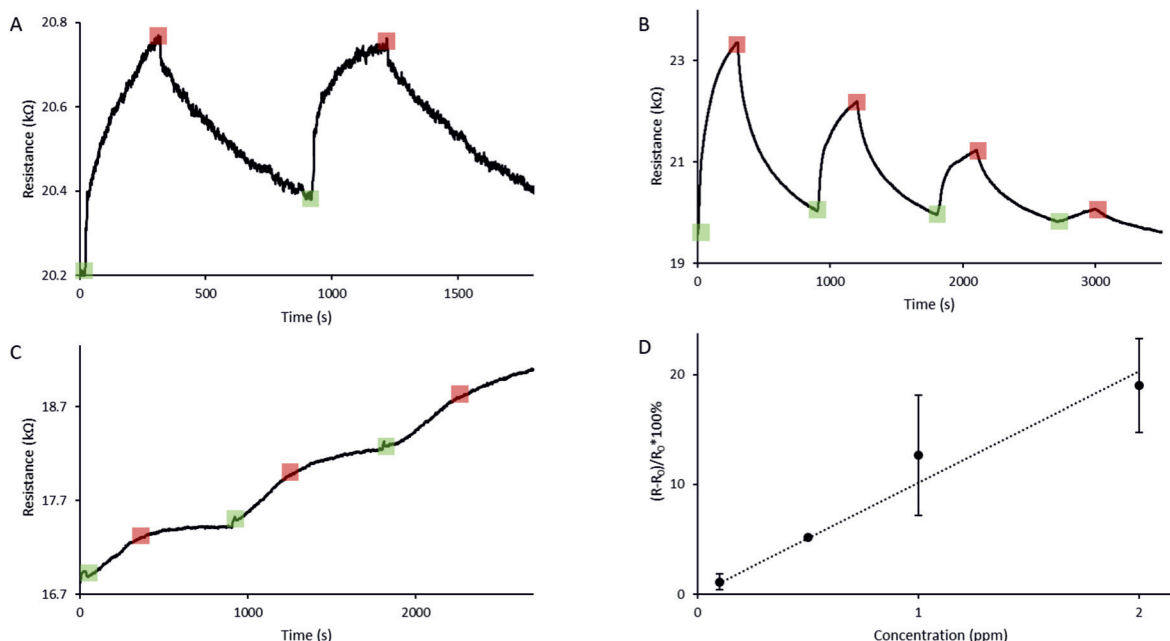 A
20.8
20.6
20.4
20.2
Resistance (kΩ)
0
500
1000
1500
Time (s)
B
23
21
19
Resistance (kΩ)
0
1000
2000
3000
Time (s)
C
18.7
17.7
16.7
Resistance (kΩ)
0
1000
2000
Time (s)
D
20
10
0
(R-R₀)/R₀*100%
0
1
2
Concentration (ppm)